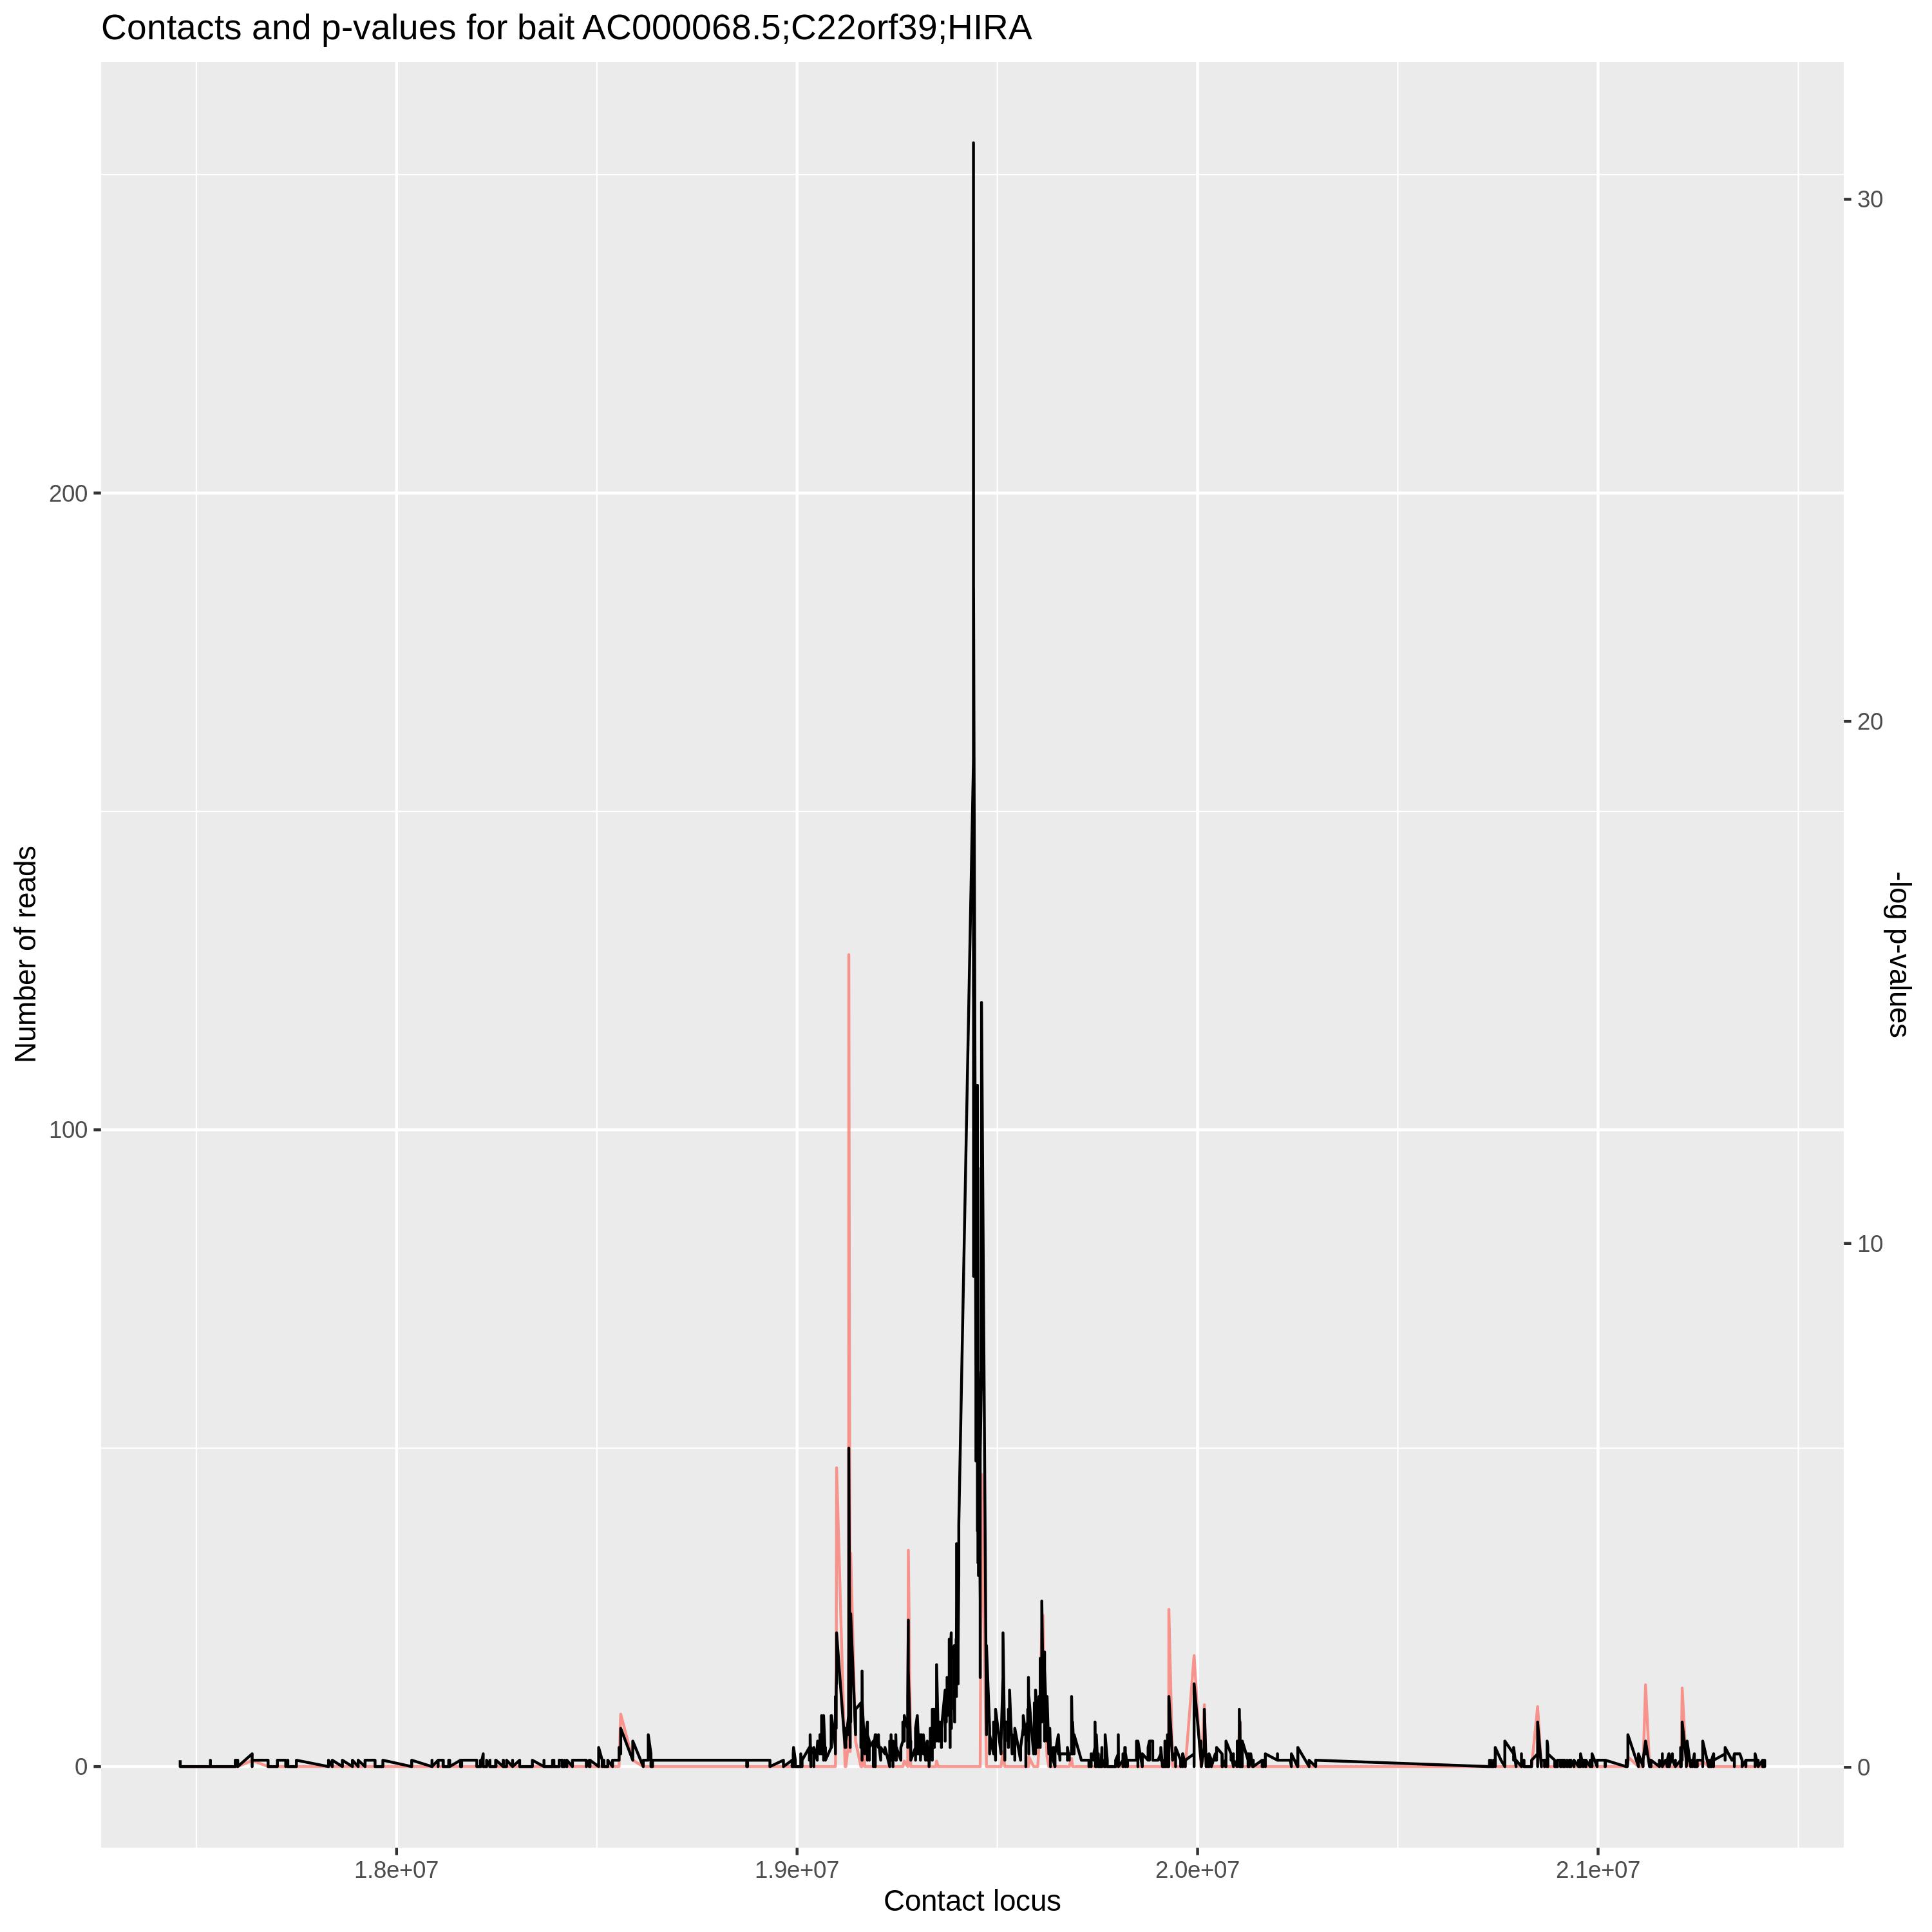 Contacts and p-values for bait AC000068.5;C22orf39;HIRA
Number of reads
200
100
0
30
20
10
0
-log p-values
1.8e+07 1.9e+07 2.0e+07 2.1e+07
Contact locus